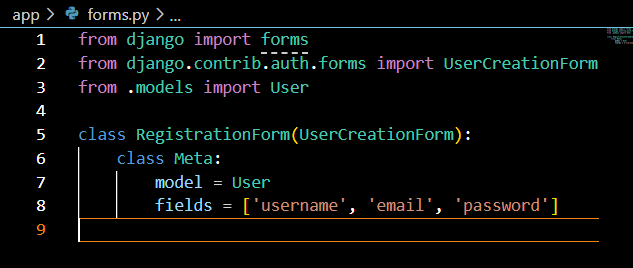 app > forms.py > ...
1 from django import forms
2 from django.contrib.auth.forms import UserCreationForm
3 from .models import User
4
5 class RegistrationForm(UserCreationForm):
6     class Meta:
7         model = User
8         fields = ['username', 'email', 'password']
9